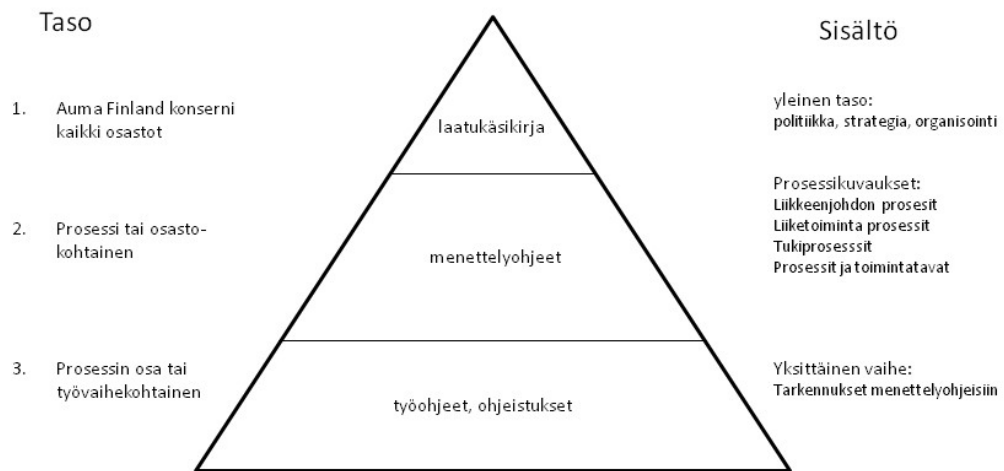 Taso
Sisältö
1. Auma Finland konserni
kaikki osastot
laatukäsikirja
yleinen taso:
politiikka, strategia, organisointi
2. Prosessi tai osasto-
kohtainen
menettelyohjeet
Prosessikuvaukset:
Liikkeenjohdon prosesit
Liiketoiminta prosessit
Tukiprosesssit
Prosessit ja toimintatavat
3. Prosessin osa tai
työvaihekohtainen
työohjeet, ohjeistukset
Yksittäinen vaihe:
Tarkennukset menettelyohjeisiin